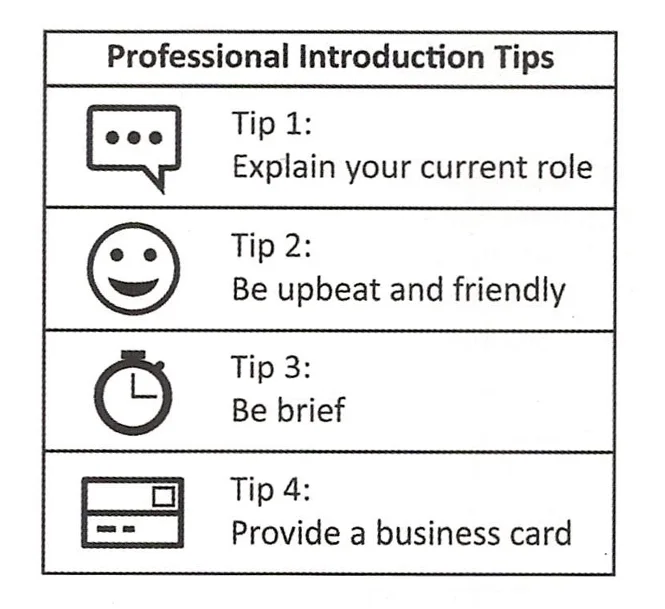 Professional Introduction Tips
Tip 1:
Explain your current role
Tip 2:
Be upbeat and friendly
Tip 3:
Be brief
Tip 4:
Provide a business card